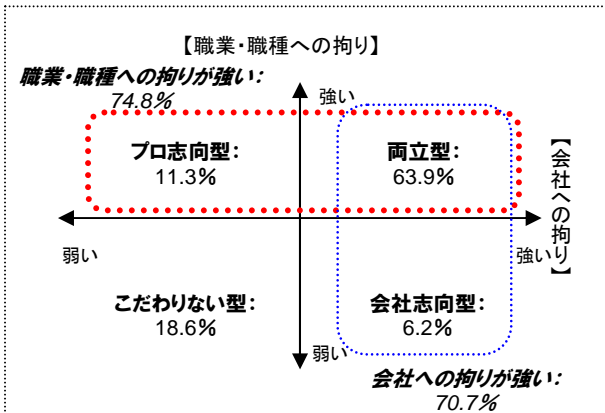 【職業・職種への拘り】
職業・職種への拘りが強い:
74.8%
強い
プロ志向型:
11.3%
両立型:
63.9%
【会社への拘り】
弱い
強い
こだわりない型:
18.6%
会社志向型:
6.2%
弱い
会社への拘りが強い:
70.7%